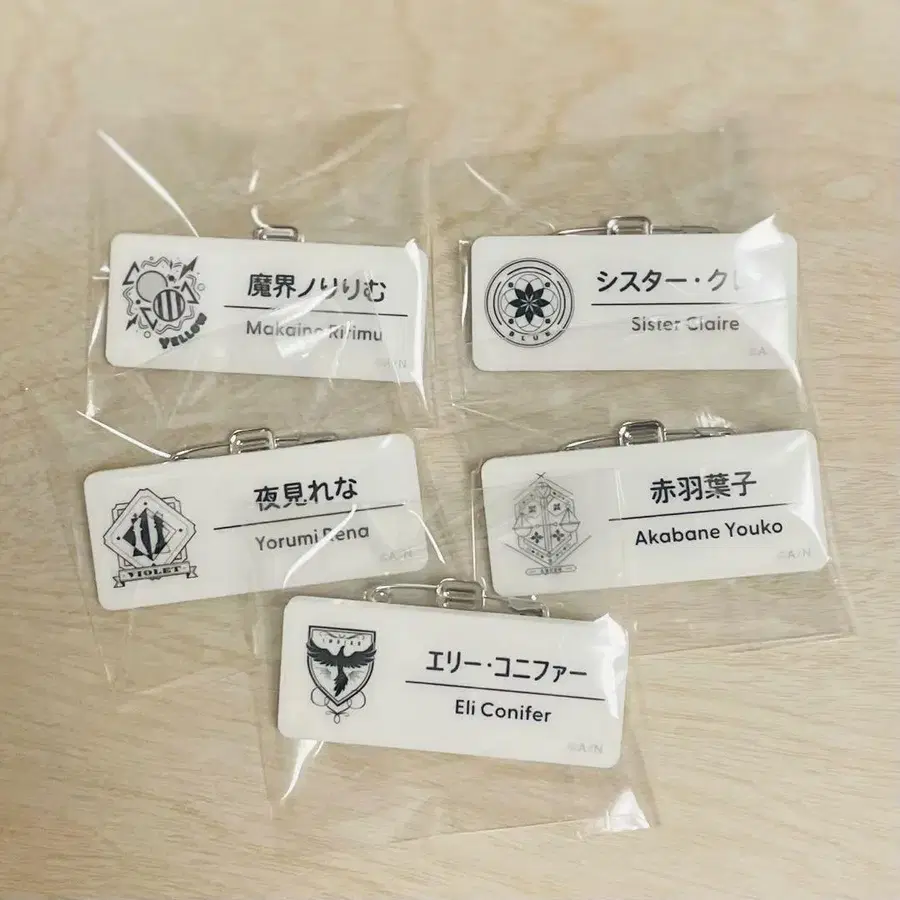 魔界ノりりむ
Makaino Ririmu
YELLOW
©A/N
シスター・クレ
Sister Claire
BLUE
©A
夜見れな
Yorumi Rena
VIOLET
©A/N
赤羽葉子
Akabane Youko
©A/N
エリー・コニファー
Eli Conifer
INDIGO
©A/N